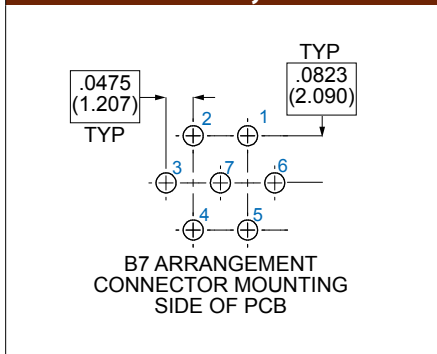 TYP
.0475
(1.207)
TYP
.0823
(2.090)
2 1
3 7 6
4 5
B7 ARRANGEMENT
CONNECTOR MOUNTING
SIDE OF PCB